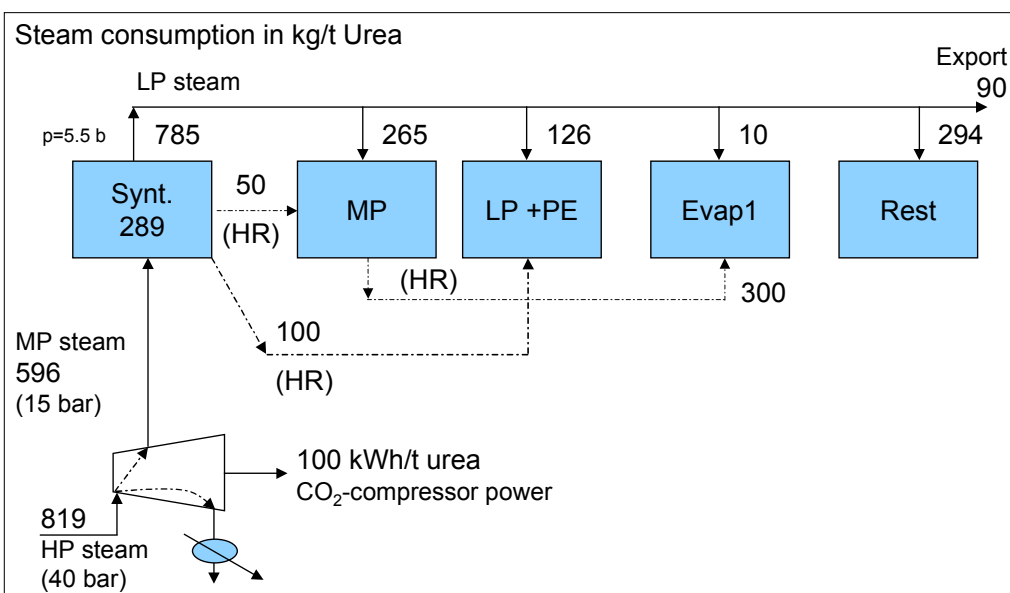 Steam consumption in kg/t Urea
Export
90
LP steam
p=5.5 b
785
265
126
10
294
Synt.
289
50
(HR)
MP
LP +PE
Evap1
Rest
(HR)
300
100
(HR)
MP steam
596
(15 bar)
100 kWh/t urea
CO₂-compressor power
819
HP steam
(40 bar)